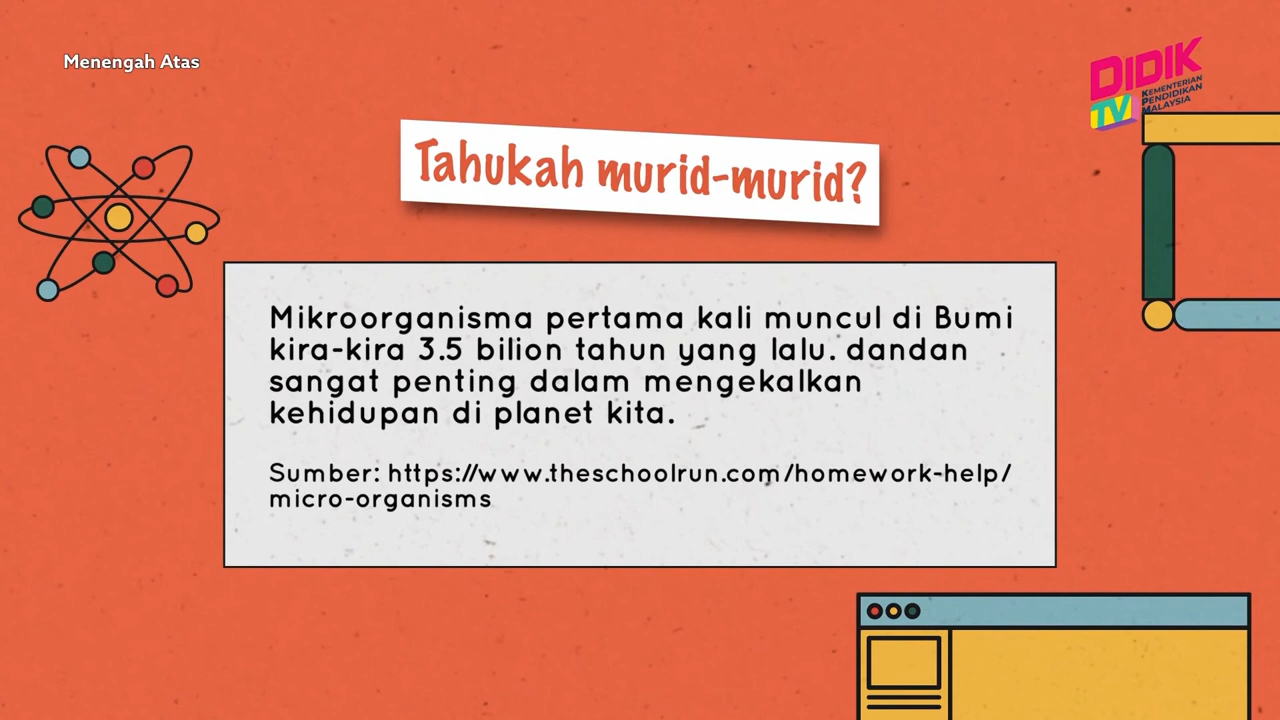 Menengah Atas
DIDIK
TV
KEMENTERIAN
PENDIDIKAN
MALAYSIA
Tahukah murid-murid?
Mikroorganisma pertama kali muncul di Bumi
kira-kira 3.5 bilion tahun yang lalu. dandan
sangat penting dalam mengekalkan
kehidupan di planet kita.
Sumber: https://www.theschoolrun.com/homework-help/
micro-organisms